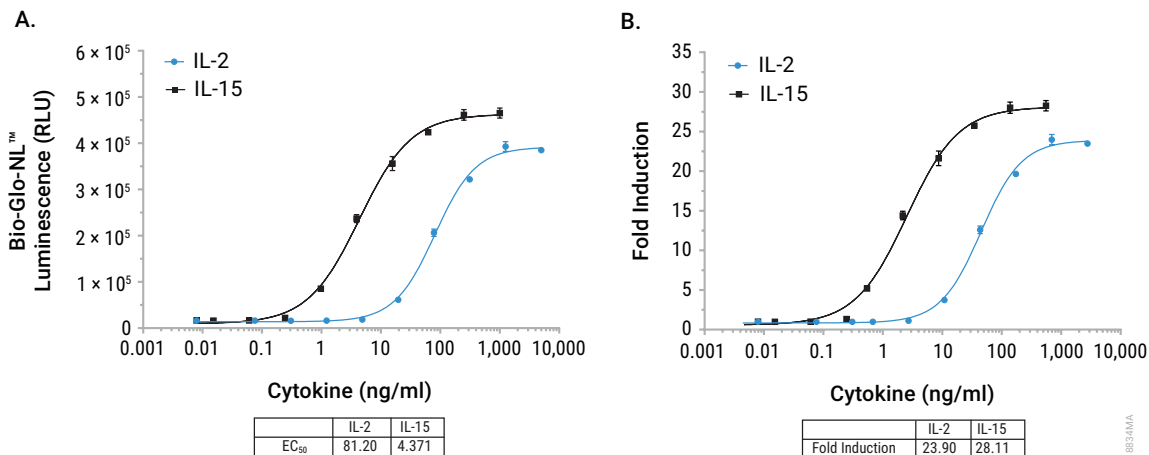 A.
Bio-Glo-NL™
Luminescence (RLU)
6 × 10⁵
5 × 10⁵
4 × 10⁵
3 × 10⁵
2 × 10⁵
1 × 10⁵
0
IL-2
IL-15
0.001 0.01 0.1 1 10 100 1,000 10,000
Cytokine (ng/ml)
IL-2 IL-15
EC₅₀ 81.20 4.371
B.
Fold Induction
35
30
25
20
15
10
5
0
IL-2
IL-15
0.001 0.01 0.1 1 10 100 1,000 10,000
Cytokine (ng/ml)
IL-2 IL-15
Fold Induction 23.90 28.11
8834MA